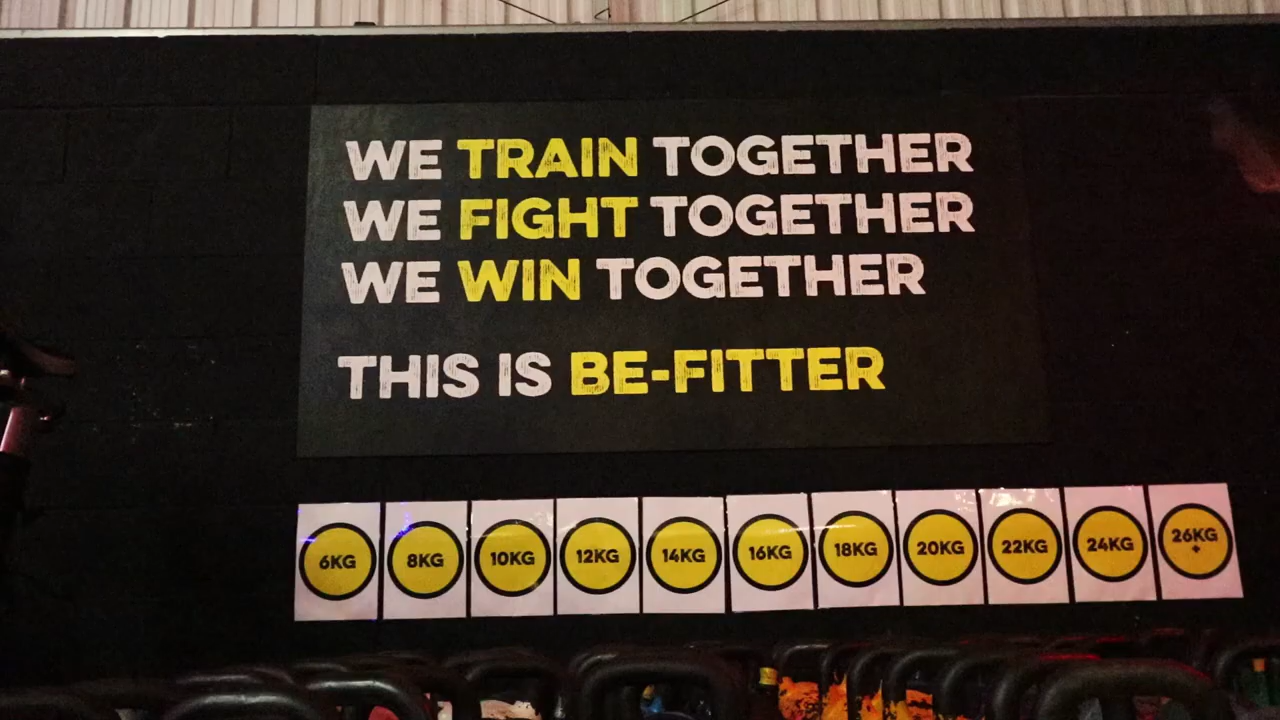 WE TRAIN TOGETHER
WE FIGHT TOGETHER
WE WIN TOGETHER
THIS IS BE-FITTER
6KG
8KG
10KG
12KG
14KG
16KG
18KG
20KG
22KG
24KG
26KG
+